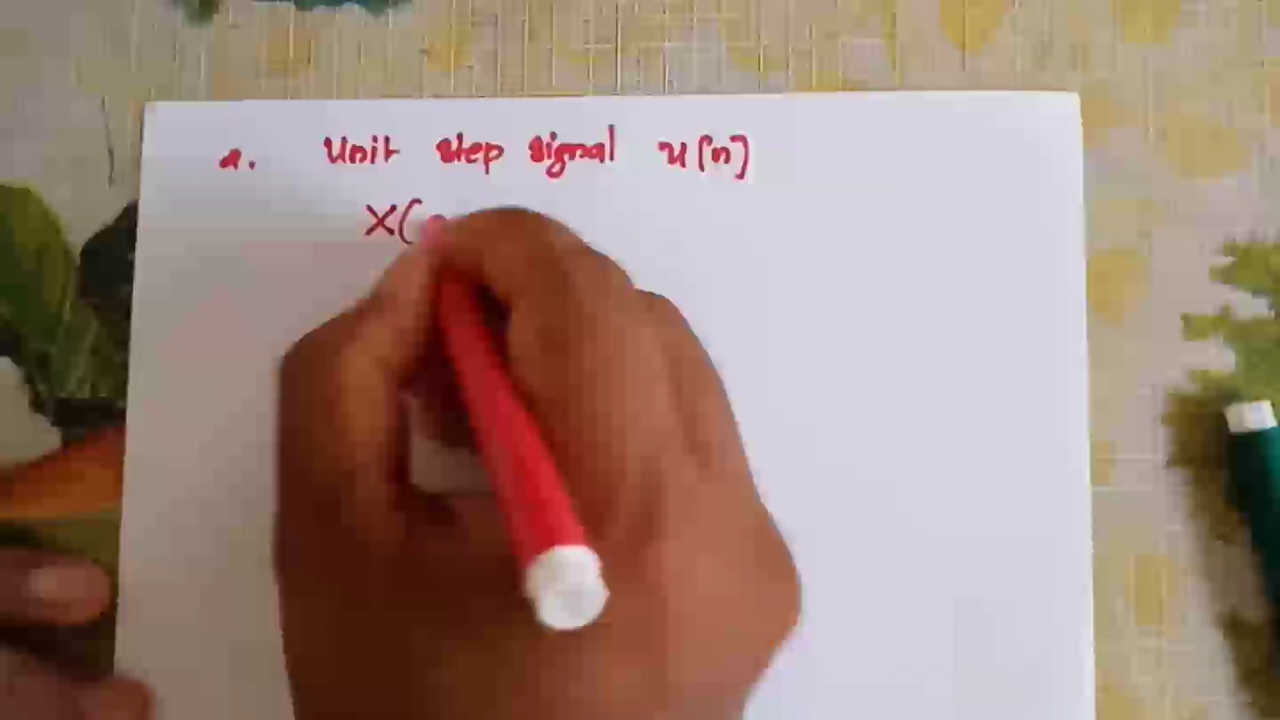 a. Unit step signal u[n]
X(